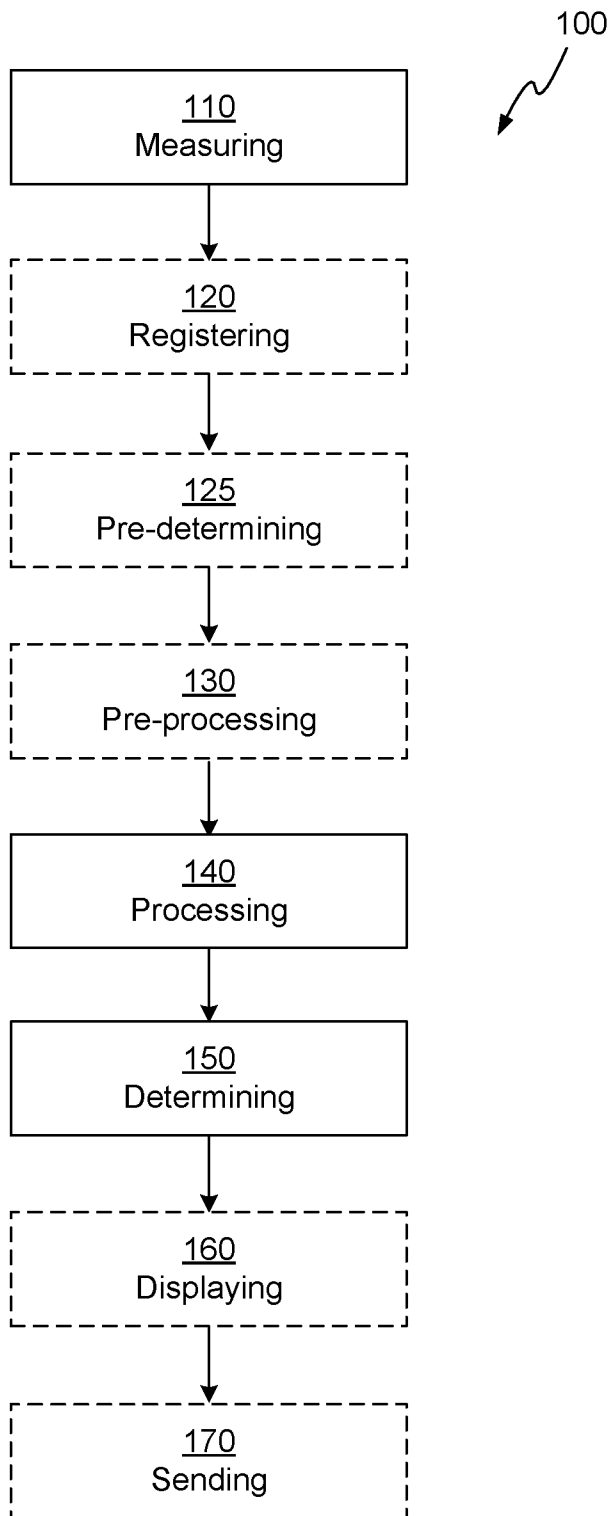 100
110
Measuring
120
Registering
125
Pre-determining
130
Pre-processing
140
Processing
150
Determining
160
Displaying
170
Sending